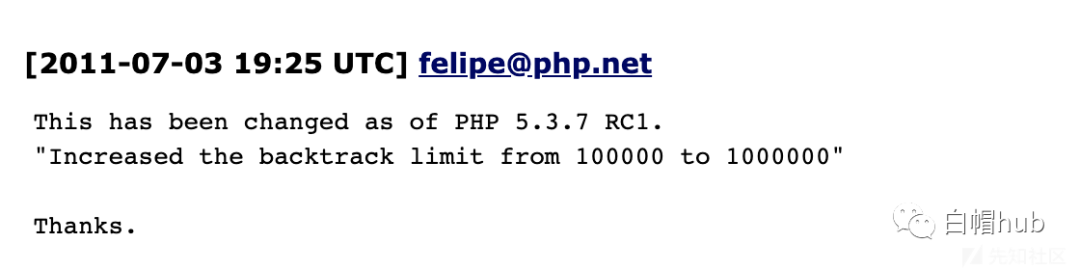 [2011-07-03 19:25 UTC] felipe@php.net
This has been changed as of PHP 5.3.7 RC1.
"Increased the backtrack limit from 100000 to 1000000"
Thanks.
白帽hub
先知社区